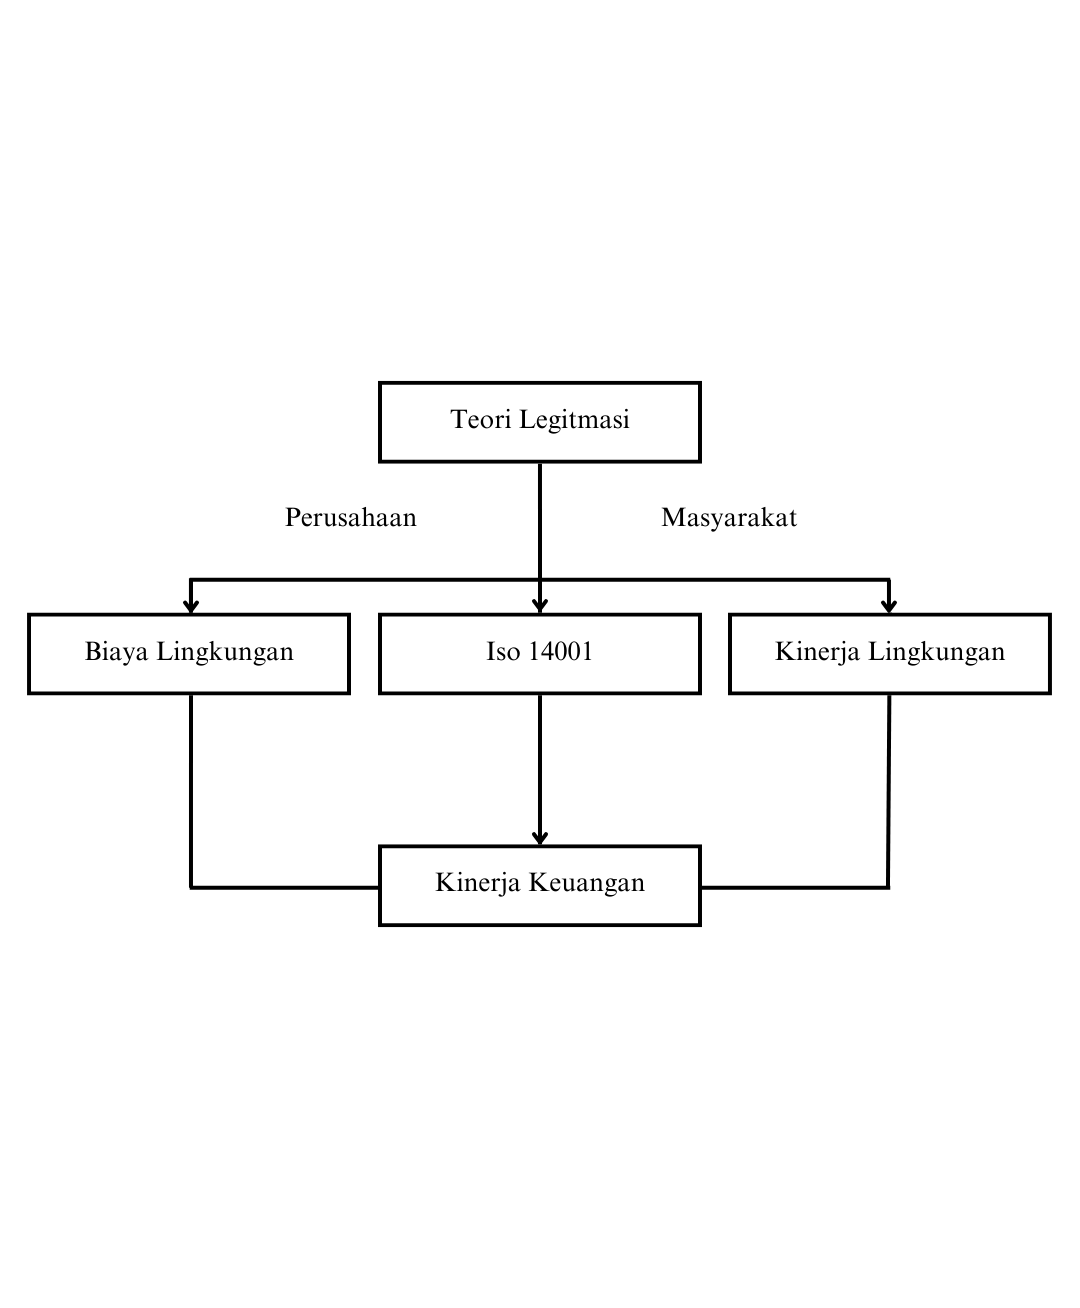 Teori Legitmasi
Perusahaan
Masyarakat
Biaya Lingkungan
Iso 14001
Kinerja Lingkungan
Kinerja Keuangan